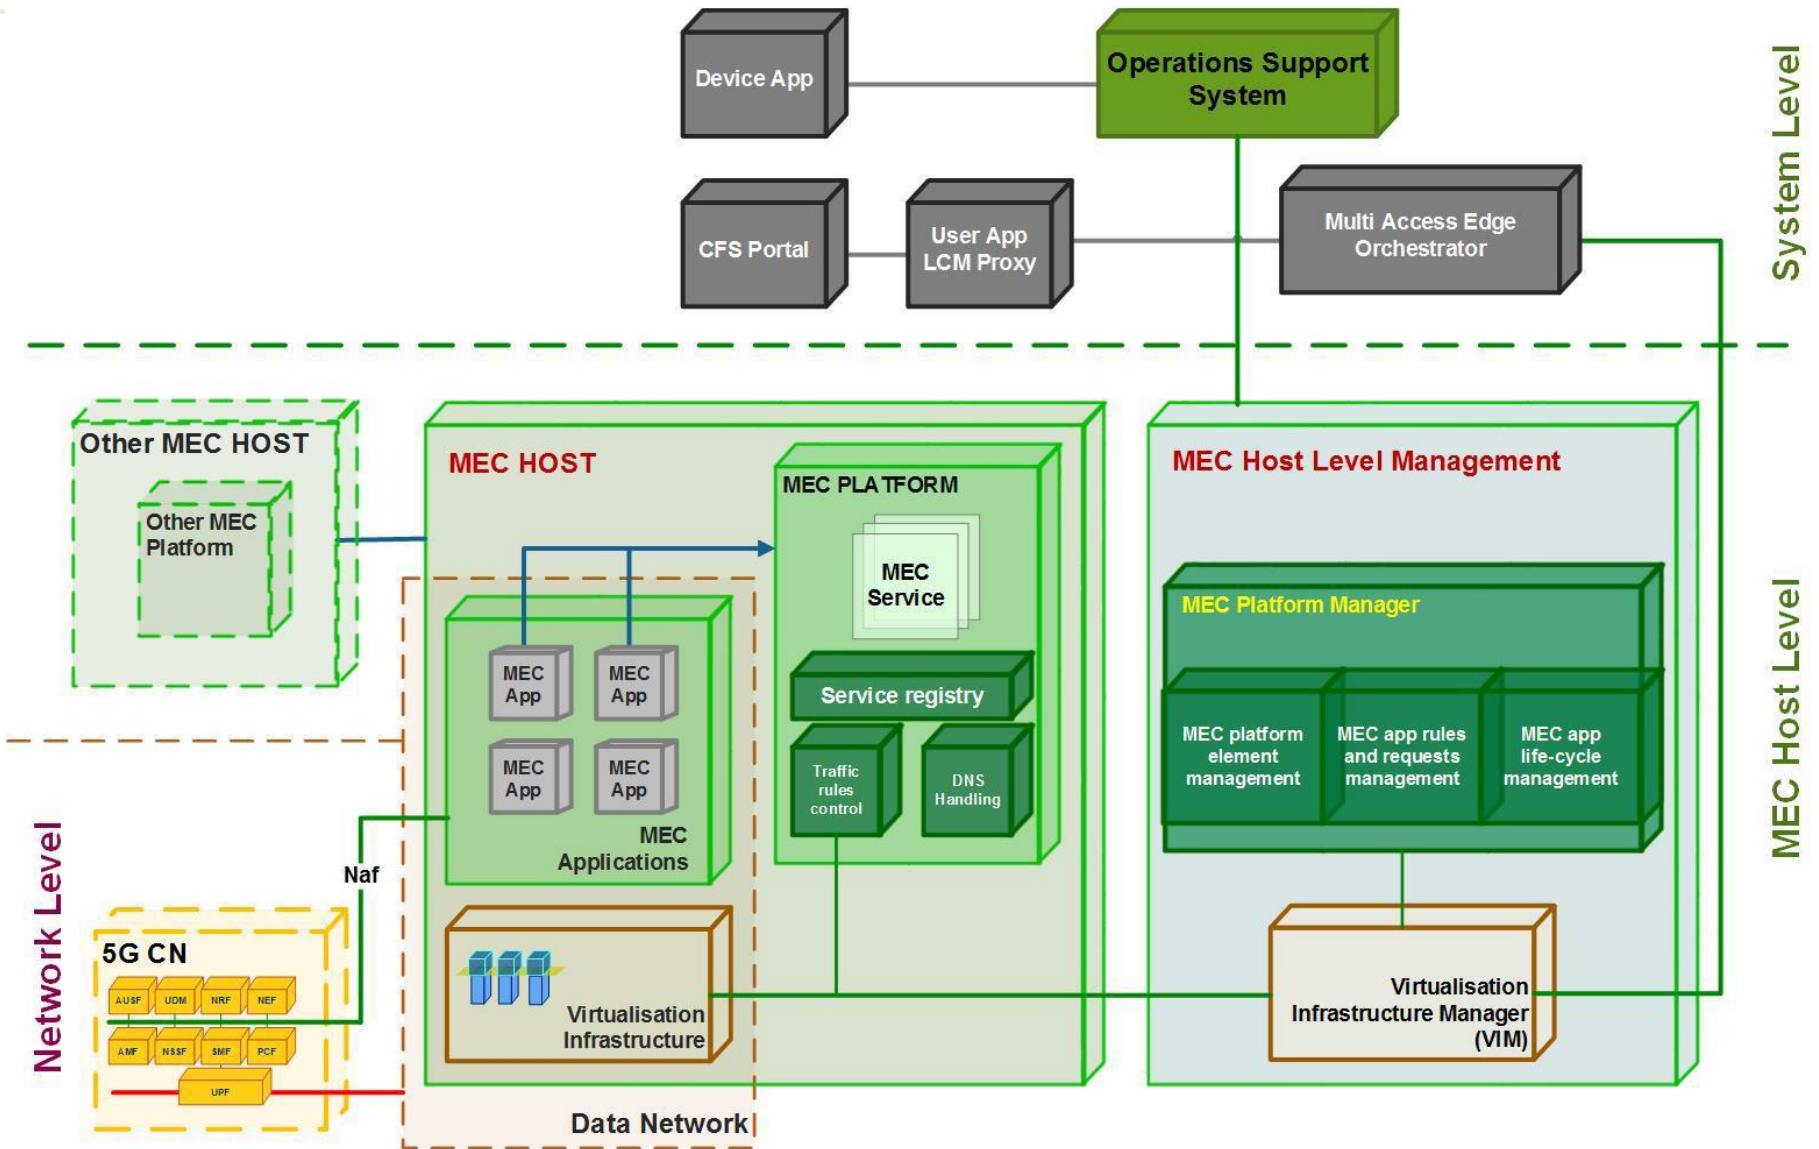 Device App
Operations Support
System
System Level
CFS Portal
User App
LCM Proxy
Multi Access Edge
Orchestrator
Other MEC HOST
Other MEC
Platform
MEC HOST
MEC PLATFORM
MEC
Service
MEC
App
MEC
App
MEC
App
MEC
App
MEC
Applications
Service registry
Traffic
rules
control
DNS
Handling
Virtualisation
Infrastructure
Data Network
MEC Host Level Management
MEC Platform Manager
MEC platform
element
management
MEC app rules
and requests
management
MEC app
life-cycle
management
Virtualisation
Infrastructure Manager
(VIM)
MEC Host Level
Network Level
Naf
5G CN
AUSF
UDM
NRF
NEF
AMF
NSSF
SMF
PCF
UPF